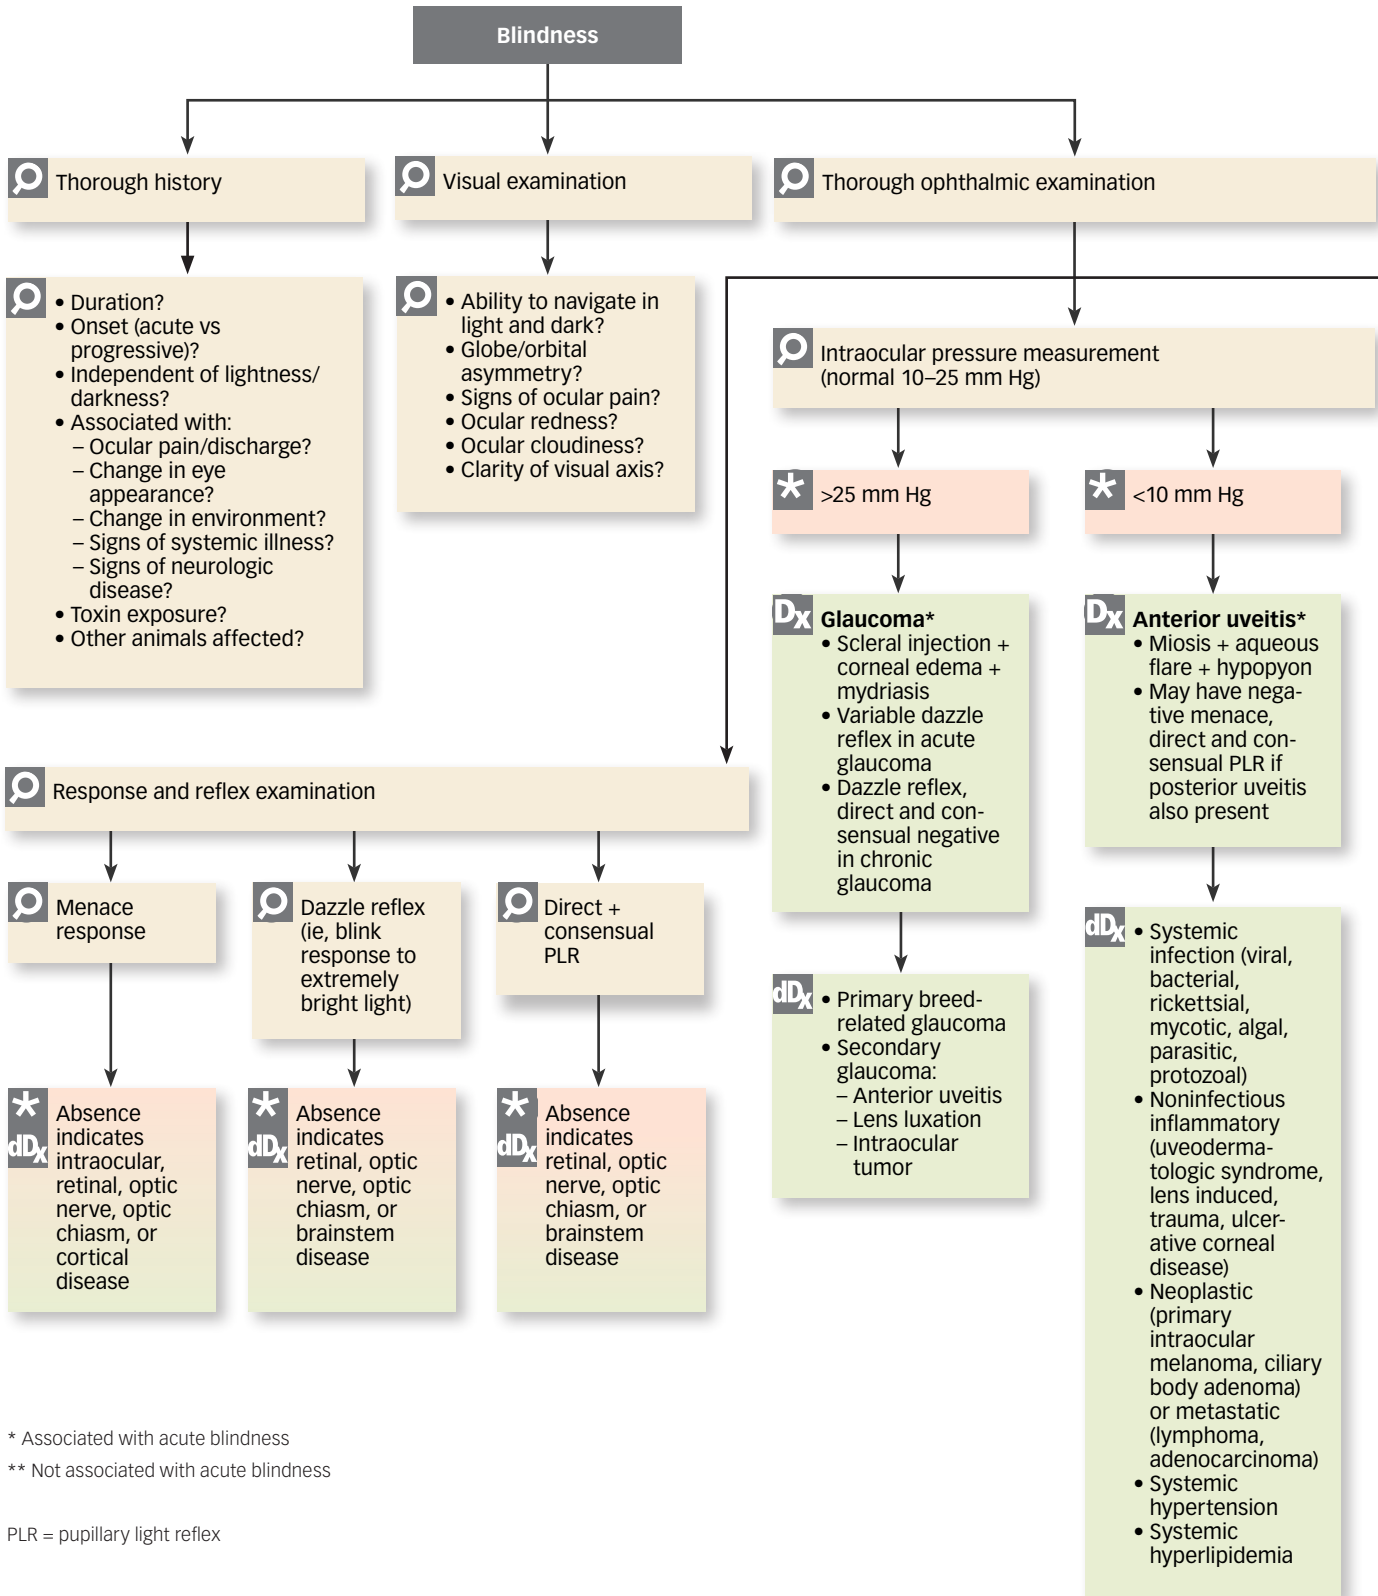 Blindness
Thorough history
Visual examination
Thorough ophthalmic examination
• Duration?
• Onset (acute vs
progressive)?
• Independent of lightness/
darkness?
• Associated with:
– Ocular pain/discharge?
– Change in eye
appearance?
– Change in environment?
– Signs of systemic illness?
– Signs of neurologic
disease?
• Toxin exposure?
• Other animals affected?
• Ability to navigate in
light and dark?
• Globe/orbital
asymmetry?
• Signs of ocular pain?
• Ocular redness?
• Ocular cloudiness?
• Clarity of visual axis?
Intraocular pressure measurement
(normal 10–25 mm Hg)
* >25 mm Hg
* <10 mm Hg
Dx Glaucoma*
• Scleral injection +
corneal edema +
mydriasis
• Variable dazzle
reflex in acute
glaucoma
• Dazzle reflex,
direct and con-
sensual negative
in chronic
glaucoma
Dx Anterior uveitis*
• Miosis + aqueous
flare + hypopyon
• May have nega-
tive menace,
direct and con-
sensual PLR if
posterior uveitis
also present
dDx • Primary breed-
related glaucoma
• Secondary
glaucoma:
– Anterior uveitis
– Lens luxation
– Intraocular
tumor
dDx • Systemic
infection (viral,
bacterial,
rickettsial,
mycotic, algal,
parasitic,
protozoal)
• Noninfectious
inflammatory
(uveoderma-
tologic syndrome,
lens induced,
trauma, ulcer-
ative corneal
disease)
• Neoplastic
(primary
intraocular
melanoma, ciliary
body adenoma)
or metastatic
(lymphoma,
adenocarcinoma)
• Systemic
hypertension
• Systemic
hyperlipidemia
Response and reflex examination
Menace
response
Dazzle reflex
(ie, blink
response to
extremely
bright light)
Direct +
consensual
PLR
*
dDx
Absence
indicates
intraocular,
retinal, optic
nerve, optic
chiasm, or
cortical
disease
*
dDx
Absence
indicates
retinal, optic
nerve, optic
chiasm, or
brainstem
disease
*
dDx
Absence
indicates
retinal, optic
nerve, optic
chiasm, or
brainstem
disease
* Associated with acute blindness
** Not associated with acute blindness
PLR = pupillary light reflex